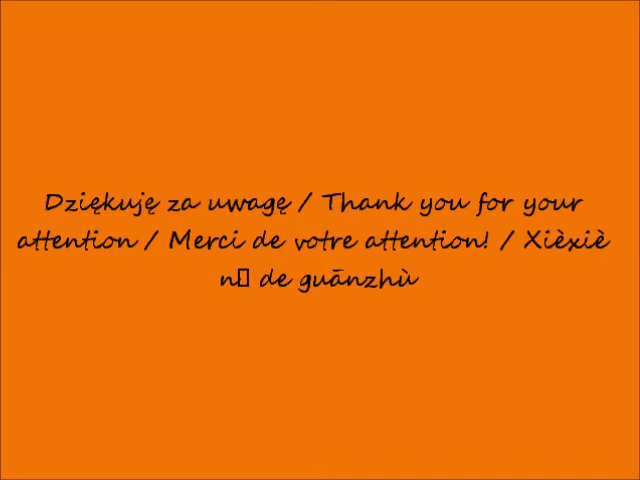 Dziękuję za uwagę / Thank you for your
attention / Merci de votre attention! / Xièxiè
n□ de guānzhù